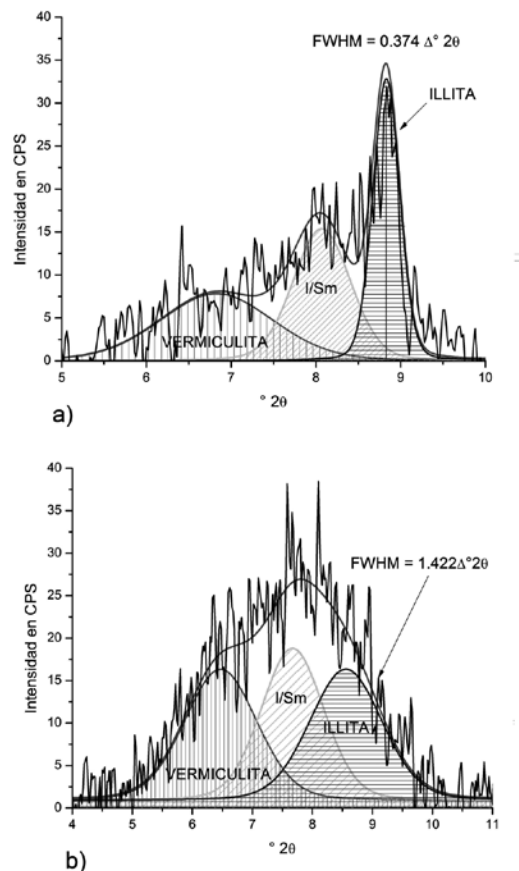 FWHM = 0.374 Δ° 2θ
ILLITA
I/Sm
VERMICULITA
Intensidad en CPS
40
35
30
25
20
15
10
5
0
5 6 7 8 9 10
° 2θ
a)
FWHM = 1.422Δ°2θ
I/Sm
ILLITA
VERMICULITA
Intensidad en CPS
40
35
30
25
20
15
10
5
0
4 5 6 7 8 9 10 11
° 2θ
b)